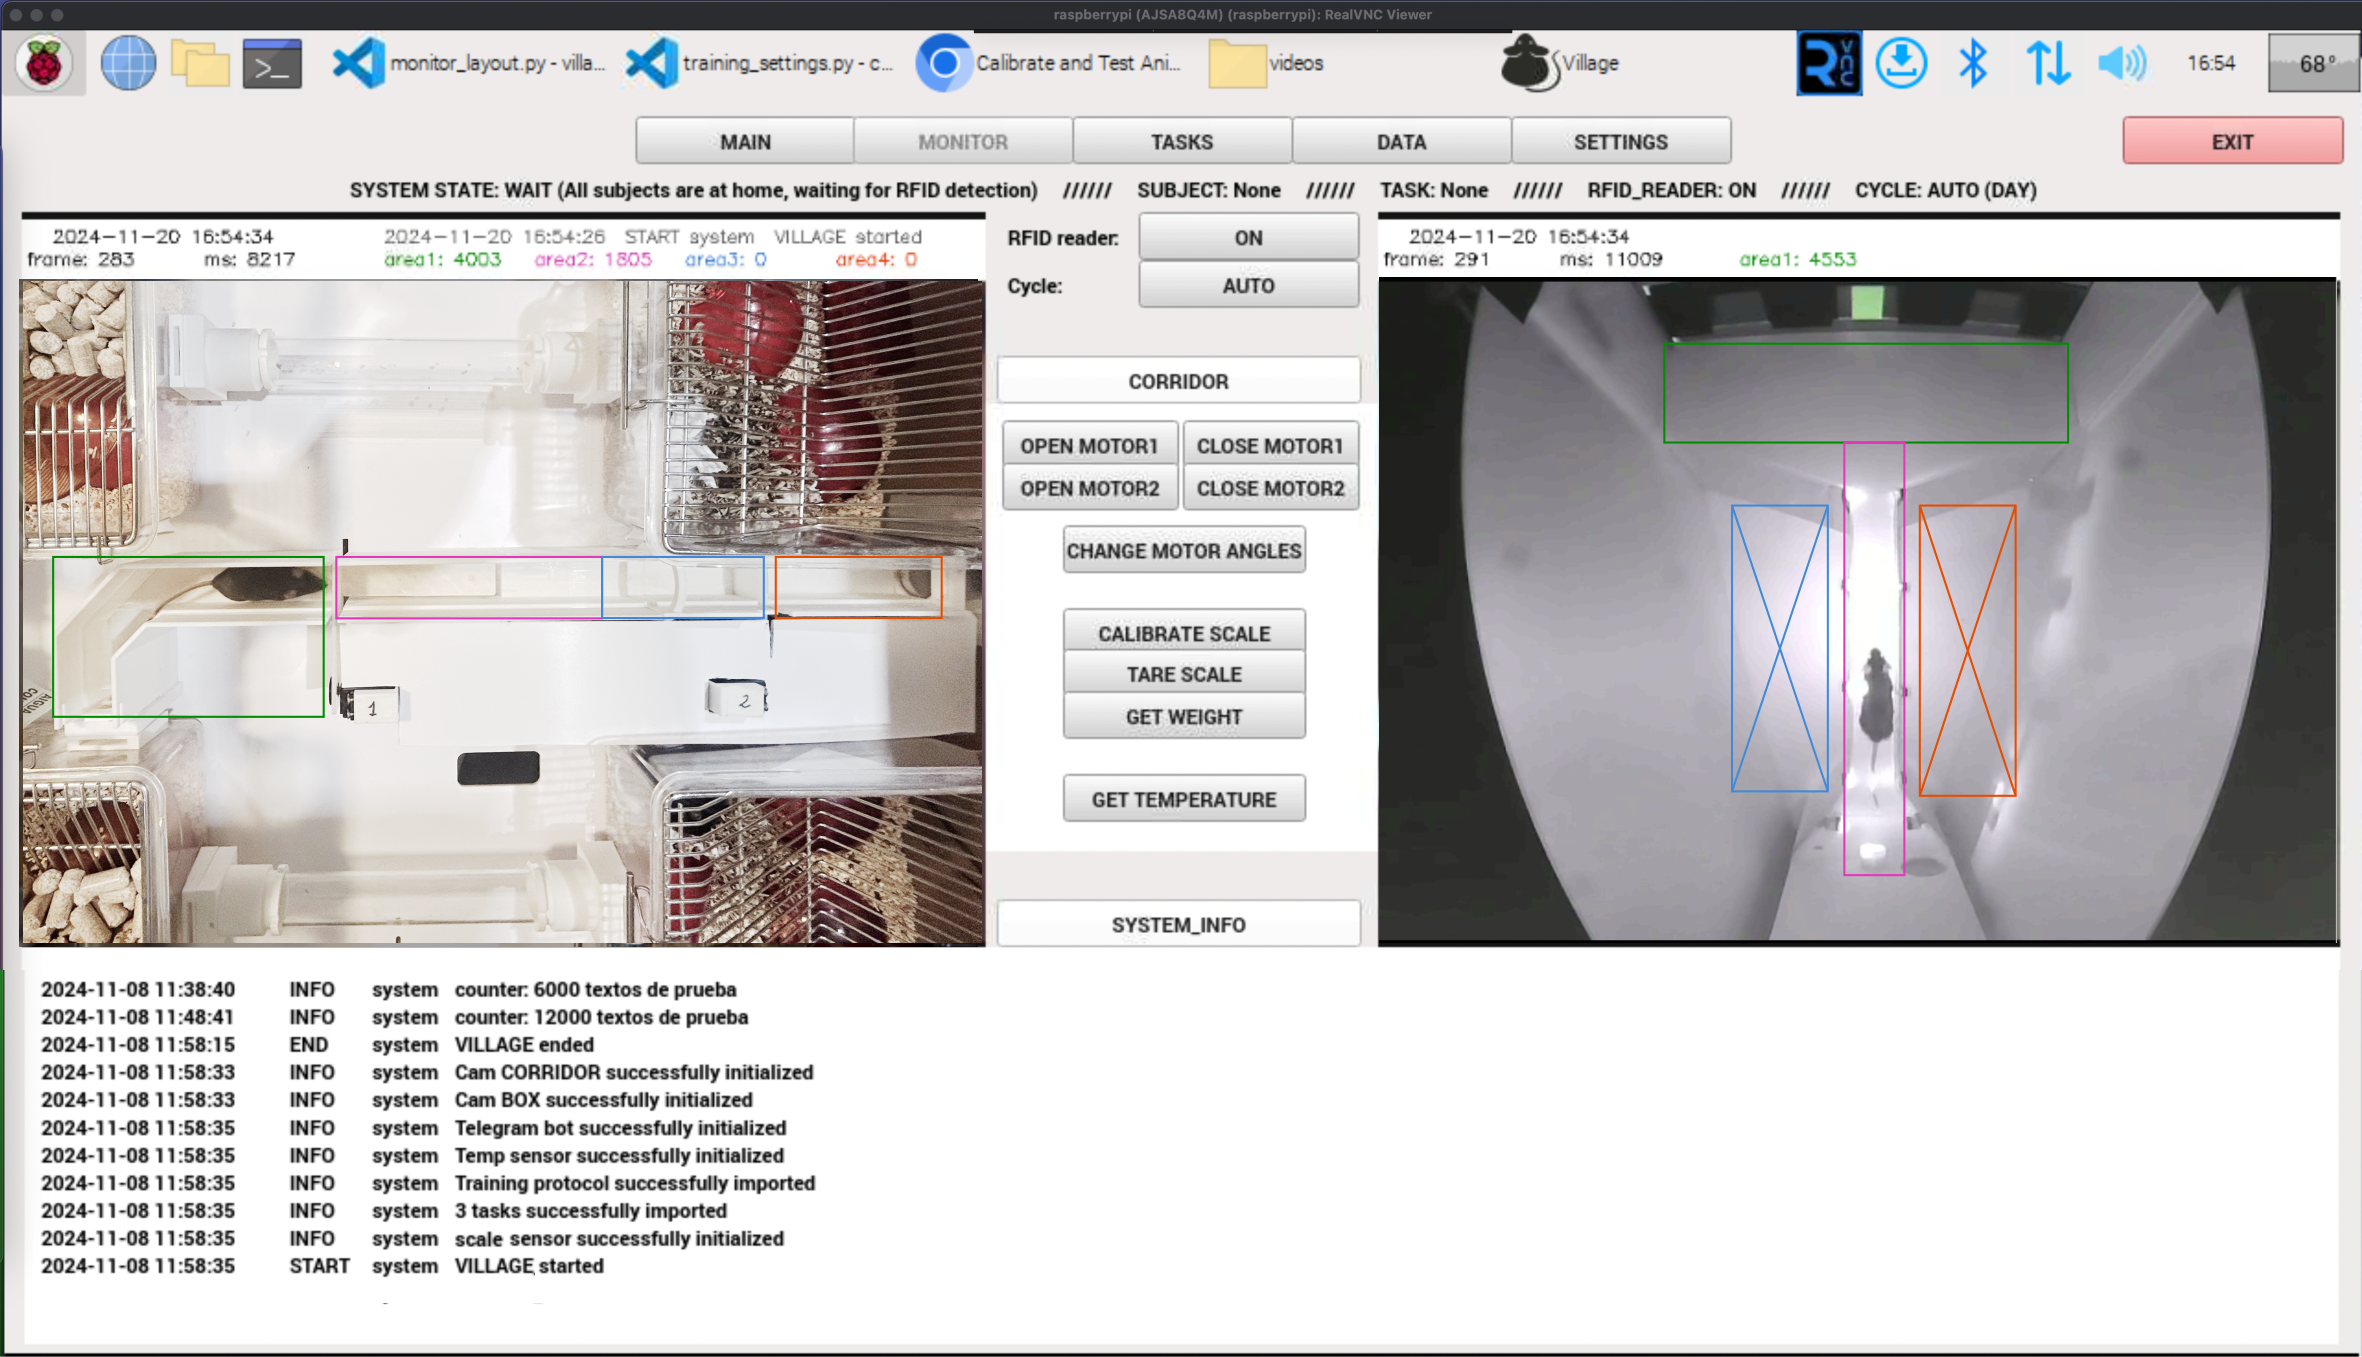 raspberrypi (AJSA8Q4M) (raspberrypi): RealVNC Viewer
monitor_layout.py - villa...
training_settings.py - c...
Calibrate and Test Ani...
videos
Village
16:54
68°
MAIN
MONITOR
TASKS
DATA
SETTINGS
EXIT
SYSTEM STATE: WAIT (All subjects are at home, waiting for RFID detection) ////// SUBJECT: None ////// TASK: None ////// RFID_READER: ON ////// CYCLE: AUTO (DAY)
2024-11-20 16:54:34 2024-11-20 16:54:26 START system VILLAGE started
frame: 283 ms: 8217 area1: 4003 area2: 1805 area3: 0 area4: 0
1
2
RFID reader: ON
Cycle: AUTO
CORRIDOR
OPEN MOTOR1 CLOSE MOTOR1
OPEN MOTOR2 CLOSE MOTOR2
CHANGE MOTOR ANGLES
CALIBRATE SCALE
TARE SCALE
GET WEIGHT
GET TEMPERATURE
SYSTEM_INFO
2024-11-20 16:54:34
frame: 291 ms: 11009 area1: 4553
2024-11-08 11:38:40 INFO system counter: 6000 textos de prueba
2024-11-08 11:48:41 INFO system counter: 12000 textos de prueba
2024-11-08 11:58:15 END system VILLAGE ended
2024-11-08 11:58:33 INFO system Cam CORRIDOR successfully initialized
2024-11-08 11:58:33 INFO system Cam BOX successfully initialized
2024-11-08 11:58:35 INFO system Telegram bot successfully initialized
2024-11-08 11:58:35 INFO system Temp sensor successfully initialized
2024-11-08 11:58:35 INFO system Training protocol successfully imported
2024-11-08 11:58:35 INFO system 3 tasks successfully imported
2024-11-08 11:58:35 INFO system scale sensor successfully initialized
2024-11-08 11:58:35 START system VILLAGE started